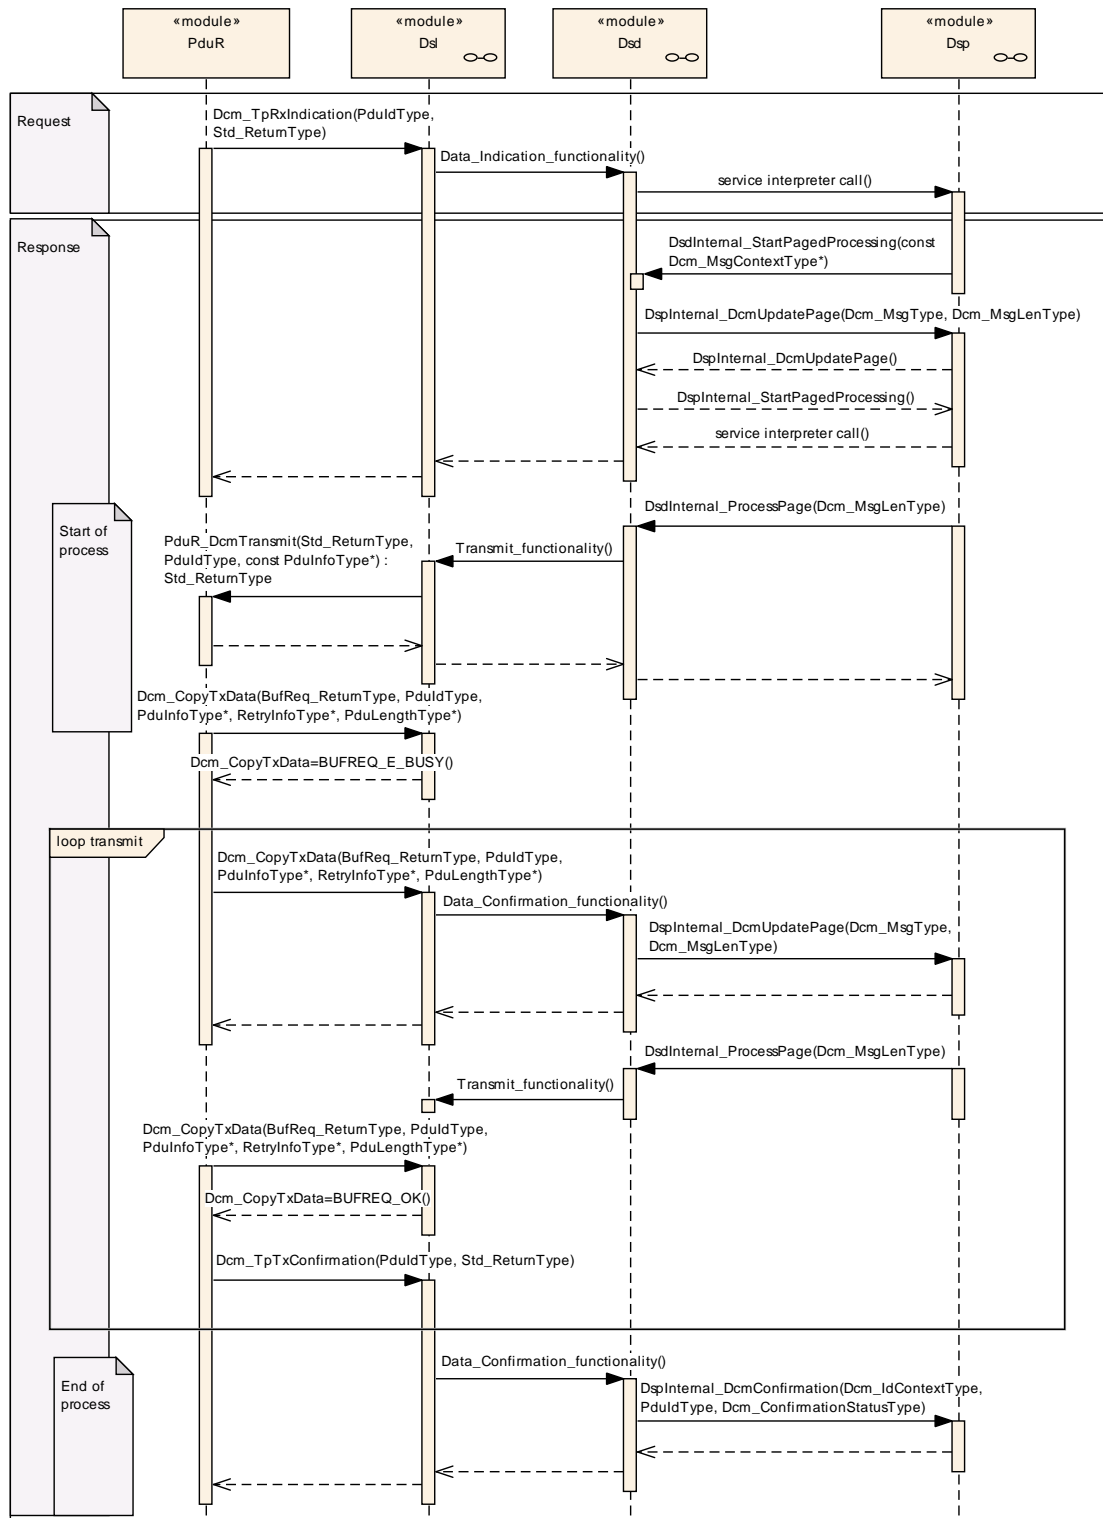 «module»
PduR
«module»
Dsl
«module»
Dsd
«module»
Dsp
Request
Dcm_TpRxIndication(PduIdType,
Std_ReturnType)
Data_Indication_functionality()
service interpreter call()
Response
DsdInternal_StartPagedProcessing(const
Dcm_MsgContextType*)
DspInternal_DcmUpdatePage(Dcm_MsgType, Dcm_MsgLenType)
DspInternal_DcmUpdatePage()
DspInternal_StartPagedProcessing()
service interpreter call()
Start of
process
DsdInternal_ProcessPage(Dcm_MsgLenType)
Transmit_functionality()
PduR_DcmTransmit(Std_ReturnType,
PduIdType, const PduInfoType*) :
Std_ReturnType
Dcm_CopyTxData(BufReq_ReturnType, PduIdType,
PduInfoType*, RetryInfoType*, PduLengthType*)
Dcm_CopyTxData=BUFREQ_E_BUSY()
loop transmit
Dcm_CopyTxData(BufReq_ReturnType, PduIdType,
PduInfoType*, RetryInfoType*, PduLengthType*)
Data_Confirmation_functionality()
DspInternal_DcmUpdatePage(Dcm_MsgType,
Dcm_MsgLenType)
DsdInternal_ProcessPage(Dcm_MsgLenType)
Transmit_functionality()
Dcm_CopyTxData(BufReq_ReturnType, PduIdType,
PduInfoType*, RetryInfoType*, PduLengthType*)
Dcm_CopyTxData=BUFREQ_OK()
Dcm_TpTxConfirmation(PduIdType, Std_ReturnType)
End of
process
Data_Confirmation_functionality()
DspInternal_DcmConfirmation(Dcm_IdContextType,
PduIdType, Dcm_ConfirmationStatusType)